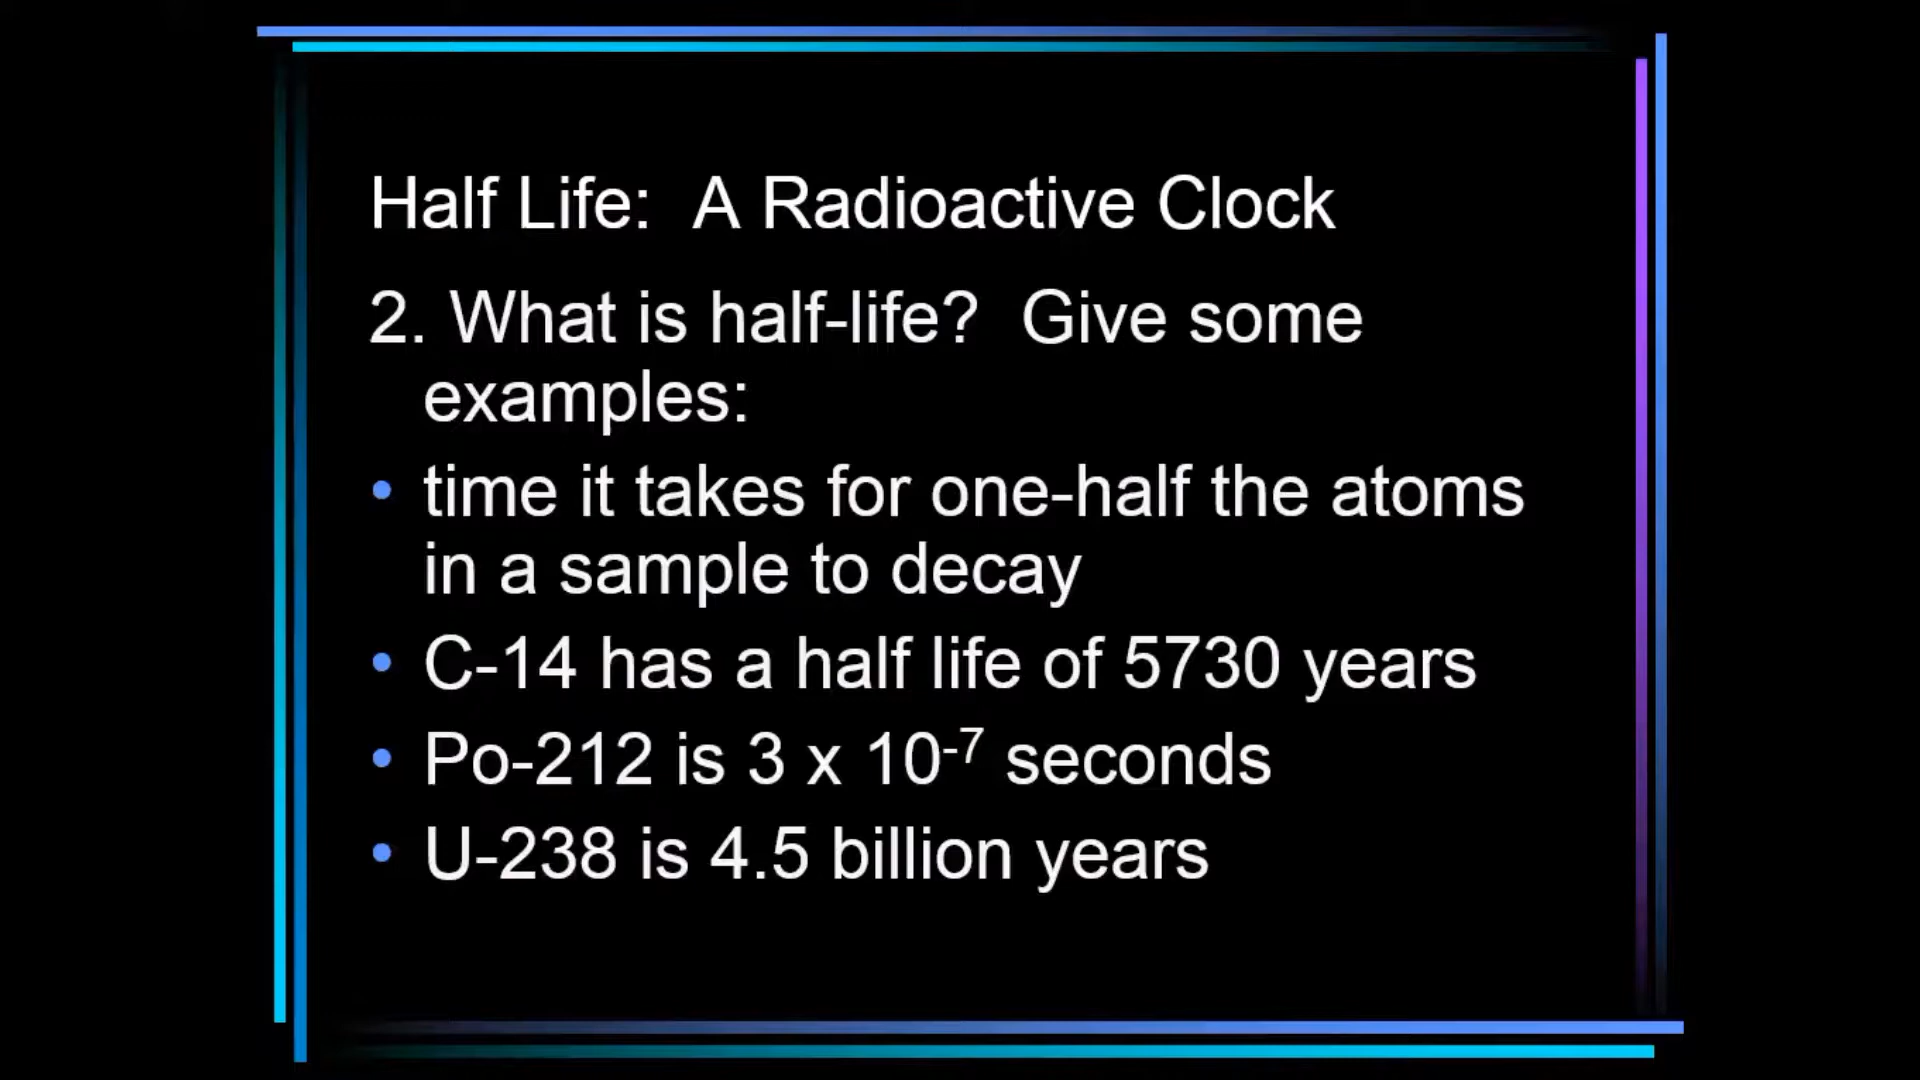 Half Life:  A Radioactive Clock
2. What is half-life?  Give some
examples:
• time it takes for one-half the atoms
in a sample to decay
• C-14 has a half life of 5730 years
• Po-212 is 3 x 10⁻⁷ seconds
• U-238 is 4.5 billion years